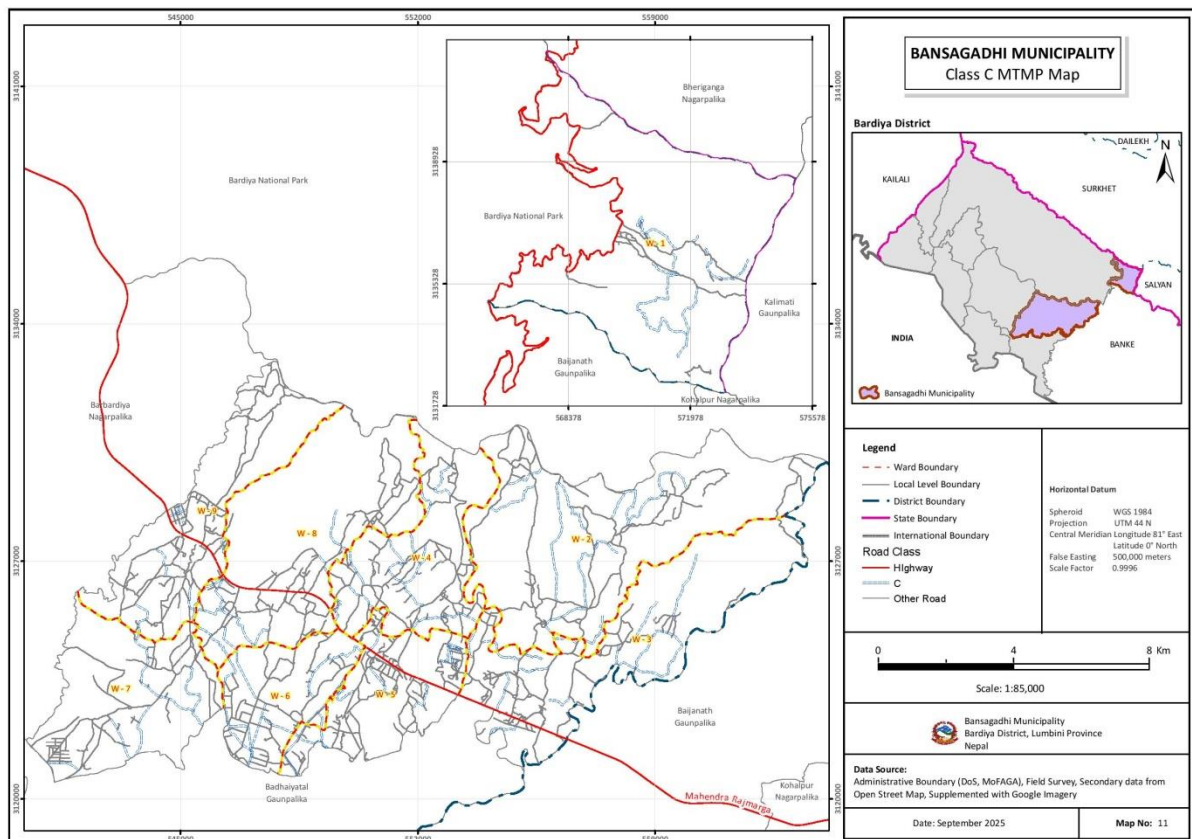 545000
552000
559000
BANSAGADHI MUNICIPALITY
Class C MTMP Map
3141000
3141000
Bheriganga
Nagarpalika
Bardiya District
DAILEKH
N
KAILALI
SURKHET
3138928
Bardiya National Park
Bardiya National Park
W - 1
SALYAN
3135328
3134000
3134000
Kalimati
Gaunpalika
INDIA
BANKE
Baijanath
Gaunpalika
Kohalpur Nagarpalika
Bansagadhi Municipality
3131728
568378
571978
575578
Barbardiya
Nagarpalika
Legend
Ward Boundary
Local Level Boundary
District Boundary
State Boundary
International Boundary
Road Class
HIghway
C
Other Road
Horizontal Datum
Spheroid WGS 1984
Projection UTM 44 N
Central Meridian Longitude 81° East
Latitude 0° North
False Easting 500,000 meters
Scale Factor 0.9996
W - 9
W - 8
W - 2
W - 4
3127000
3127000
W - 3
W - 7
W - 6
W - 5
0 4 8 Km
Scale: 1:85,000
Baijanath
Gaunpalika
Bansagadhi Municipality
Bardiya District, Lumbini Province
Nepal
Badhaiyatal
Gaunpalika
Kohalpur
Nagarpalika
Mahendra Rajmarga
3120000
3120000
Data Source:
Administrative Boundary (DoS, MoFAGA), Field Survey, Secondary data from
Open Street Map, Supplemented with Google Imagery
Date: September 2025
Map No: 11
545000
552000
559000